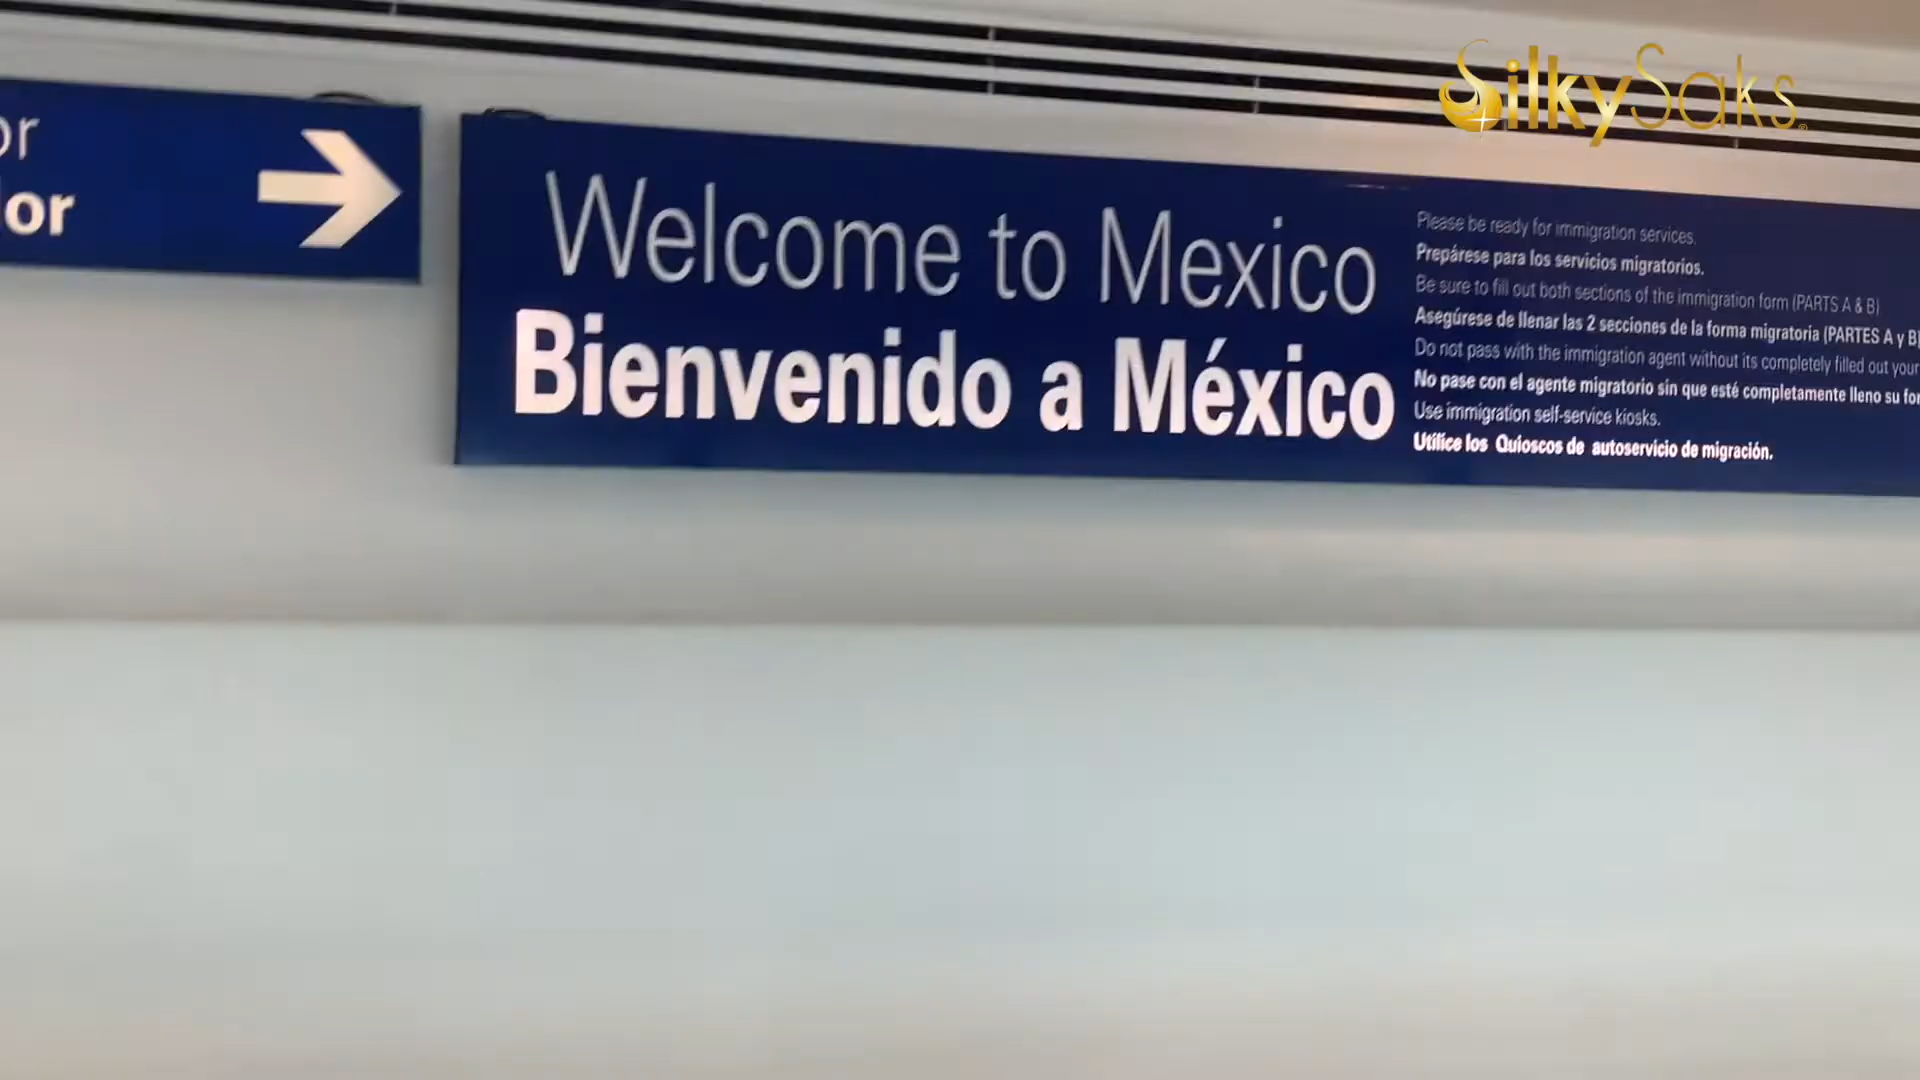 or
or
Welcome to Mexico
Bienvenido a México
Please be ready for immigration services.
Prepárese para los servicios migratorios.
Be sure to fill out both sections of the immigration form (PARTS A & B)
Asegúrese de llenar las 2 secciones de la forma migratoria (PARTES A y B)
Do not pass with the immigration agent without its completely filled out your
No pase con el agente migratorio sin que esté completamente lleno su for
Use immigration self-service kiosks.
Utilice los Quioscos de autoservicio de migración.
SilkySaks